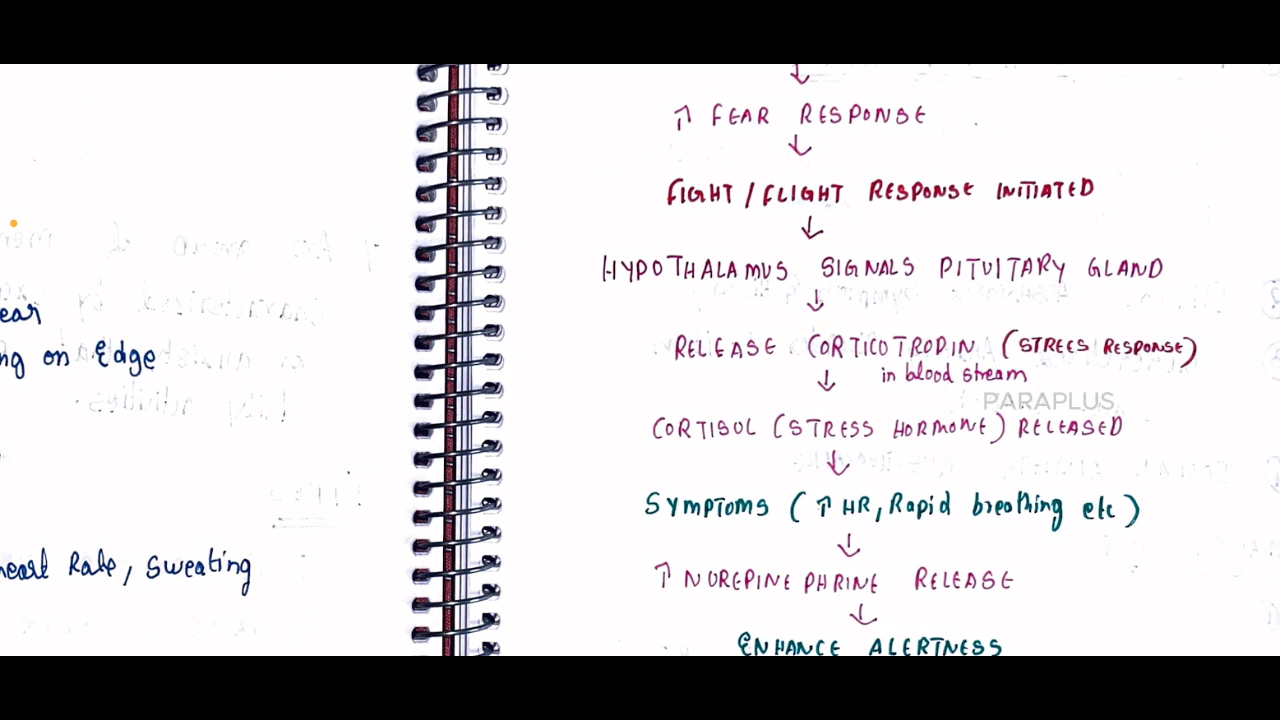 ear
ng on Edge
heart Rate, Sweating
↑ FEAR RESPONSE
↓
FIGHT / FLIGHT RESPONSE INITIATED
↓
HYPOTHALAMUS SIGNALS PITUITARY GLAND
↓
RELEASE CORTICOTROPIN (STREES RESPONSE)
in blood stream
↓
PARAPLUS
CORTISOL (STRESS HORMONE) RELEASED
↓
SYMPTOMS (↑ HR, Rapid breathing etc)
↓
↑ NOREPINEPHRINE RELEASE
↓
ENHANCE ALERTNESS